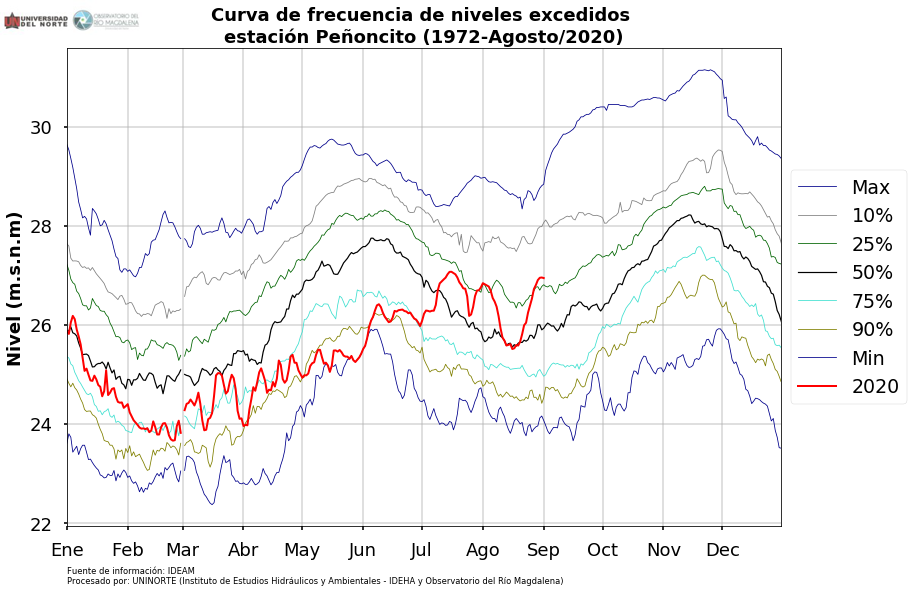 UNIVERSIDAD
DEL NORTE
OBSERVATORIO DEL
RÍO MAGDALENA
Curva de frecuencia de niveles excedidos
estación Peñoncito (1972-Agosto/2020)
Nivel (m.s.n.m)
30
28
26
24
22
Ene Feb Mar Abr May Jun Jul Ago Sep Oct Nov Dec
Max
10%
25%
50%
75%
90%
Min
2020
Fuente de información: IDEAM
Procesado por: UNINORTE (Instituto de Estudios Hidráulicos y Ambientales - IDEHA y Observatorio del Río Magdalena)